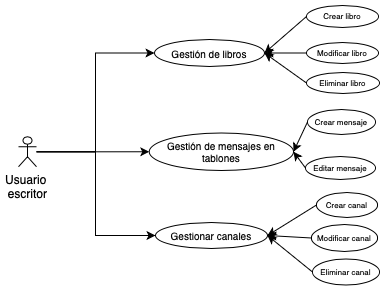 Crear libro
Gestión de libros
Modificar libro
Eliminar libro
Crear mensaje
Gestión de mensajes en
tablones
Editar mensaje
Usuario
escritor
Crear canal
Gestionar canales
Modificar canal
Eliminar canal